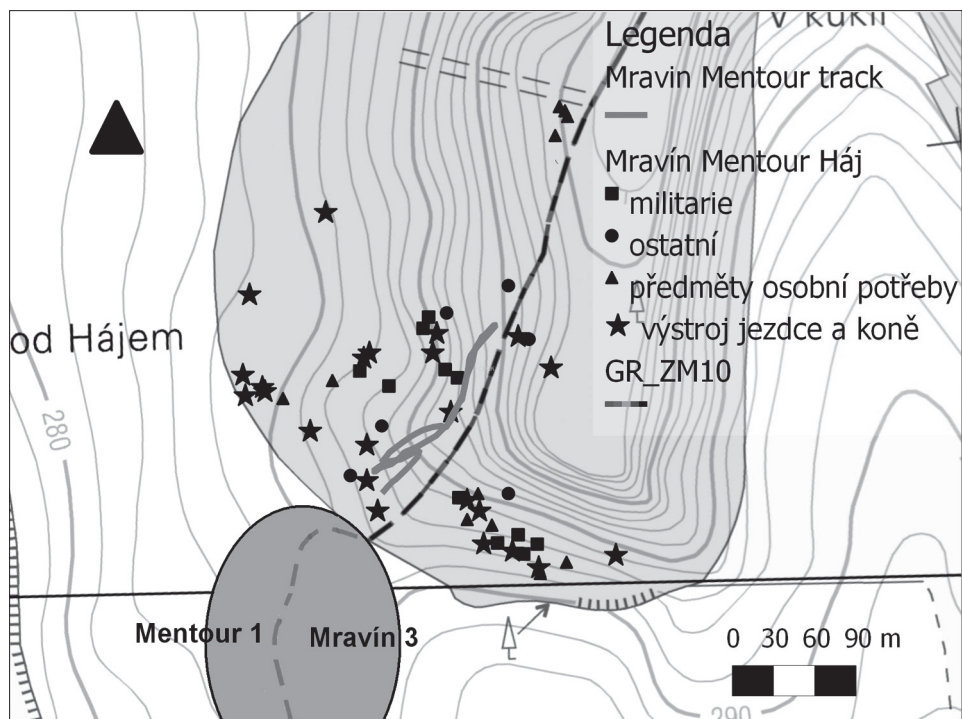 V kukli
Legenda
Mravin Mentour track
Mravín Mentour Háj
militarie
ostatní
předměty osobní potřeby
výstroj jezdce a koně
GR_ZM10
od Hájem
280
Mentour 1
Mravín 3
0 30 60 90 m
290